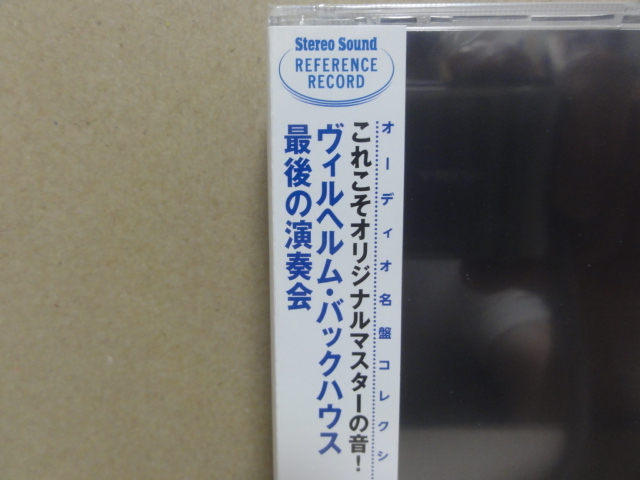 Stereo Sound
REFERENCE
RECORD
オーディオ名盤コレクシ
これこそオリジナルマスターの音!
ヴィルヘルム・バックハウス
最後の演奏会